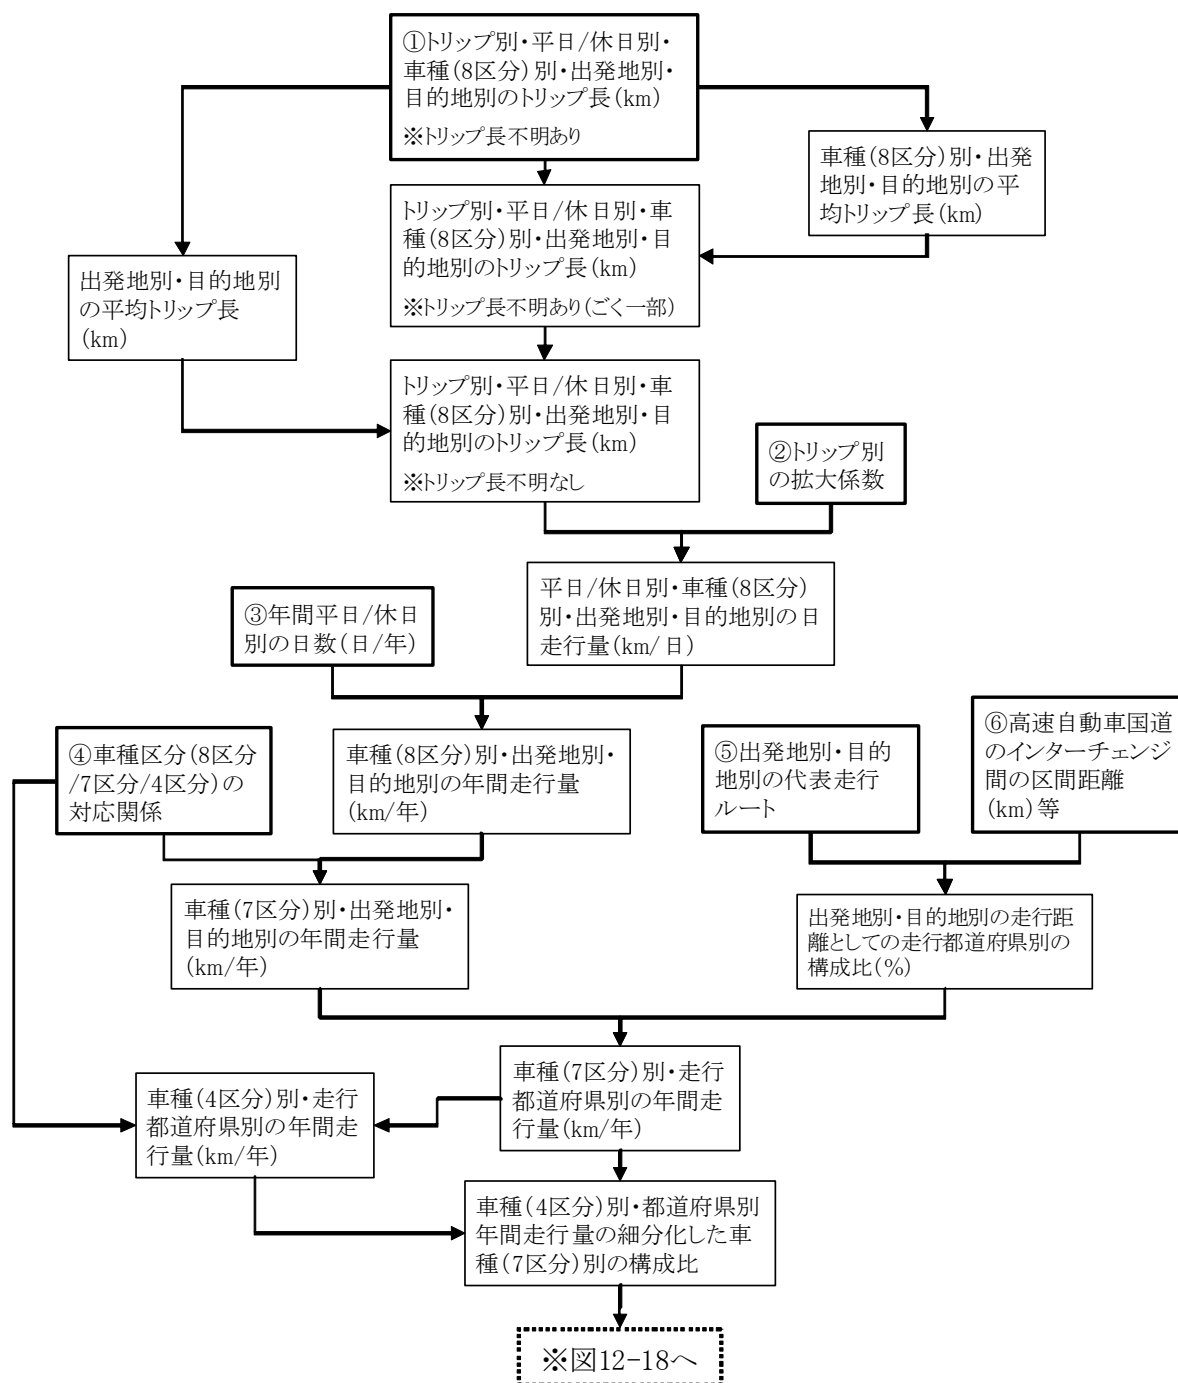 ①トリップ別・平日/休日別・
車種(8区分)別・出発地別・
目的地別のトリップ長(km)
※トリップ長不明あり
車種(8区分)別・出発
地別・目的地別の平
均トリップ長(km)
トリップ別・平日/休日別・車
種(8区分)別・出発地別・目
的地別のトリップ長(km)
※トリップ長不明あり(ごく一部)
出発地別・目的地別
の平均トリップ長
(km)
トリップ別・平日/休日別・車
種(8区分)別・出発地別・目
的地別のトリップ長(km)
※トリップ長不明なし
②トリップ別
の拡大係数
平日/休日別・車種(8区分)
別・出発地別・目的地別の日
走行量(km/日)
③年間平日/休日
別の日数(日/年)
④車種区分(8区分
/7区分/4区分)の
対応関係
車種(8区分)別・出発地別・
目的地別の年間走行量
(km/年)
⑤出発地別・目的
地別の代表走行
ルート
⑥高速自動車国道
のインターチェンジ
間の区間距離
(km)等
車種(7区分)別・出発地別・
目的地別の年間走行量
(km/年)
出発地別・目的地別の走行距
離としての走行都道府県別の
構成比(%)
車種(4区分)別・走行
都道府県別の年間走
行量(km/年)
車種(7区分)別・走行
都道府県別の年間走
行量(km/年)
車種(4区分)別・都道府県別
年間走行量の細分化した車
種(7区分)別の構成比
※図12-18へ